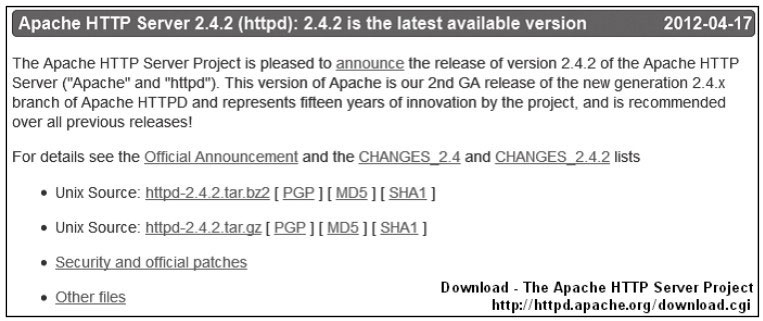 Apache HTTP Server 2.4.2 (httpd): 2.4.2 is the latest available version 2012-04-17
The Apache HTTP Server Project is pleased to announce the release of version 2.4.2 of the Apache HTTP
Server ("Apache" and "httpd"). This version of Apache is our 2nd GA release of the new generation 2.4.x
branch of Apache HTTPD and represents fifteen years of innovation by the project, and is recommended
over all previous releases!
For details see the Official Announcement and the CHANGES_2.4 and CHANGES_2.4.2 lists
• Unix Source: httpd-2.4.2.tar.bz2 [ PGP ] [ MD5 ] [ SHA1 ]
• Unix Source: httpd-2.4.2.tar.gz [ PGP ] [ MD5 ] [ SHA1 ]
• Security and official patches
• Other files
Download - The Apache HTTP Server Project
http://httpd.apache.org/download.cgi